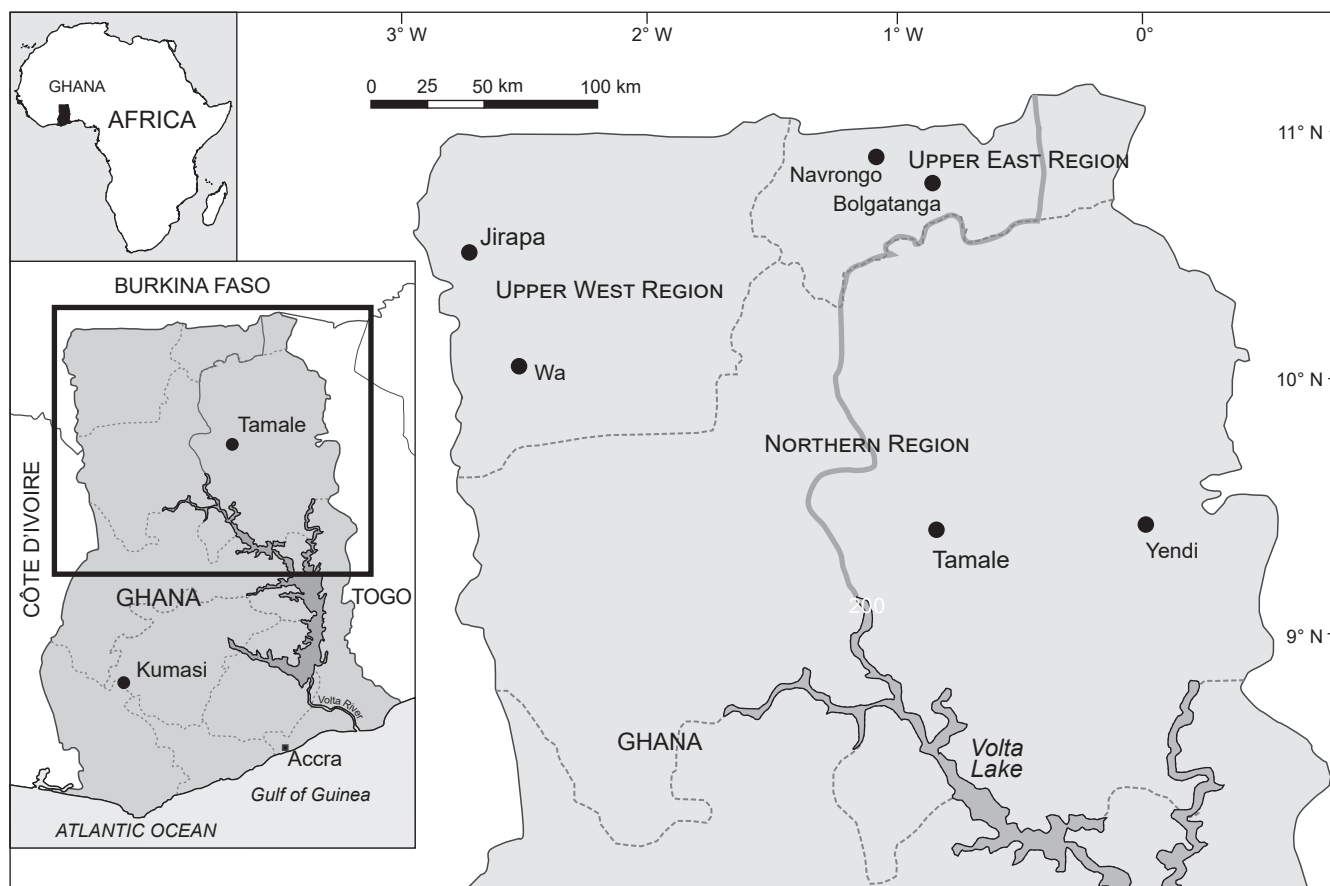 3° W
2° W
1° W
0°
0
25
50 km
100 km
GHANA
AFRICA
11° N
UPPER EAST REGION
Navrongo
Bolgatanga
Jirapa
UPPER WEST REGION
BURKINA FASO
Wa
10° N
Tamale
NORTHERN REGION
CÔTE D'IVOIRE
Tamale
Yendi
GHANA
TOGO
200
9° N
Kumasi
Volta River
GHANA
Volta
Lake
Accra
Gulf of Guinea
ATLANTIC OCEAN